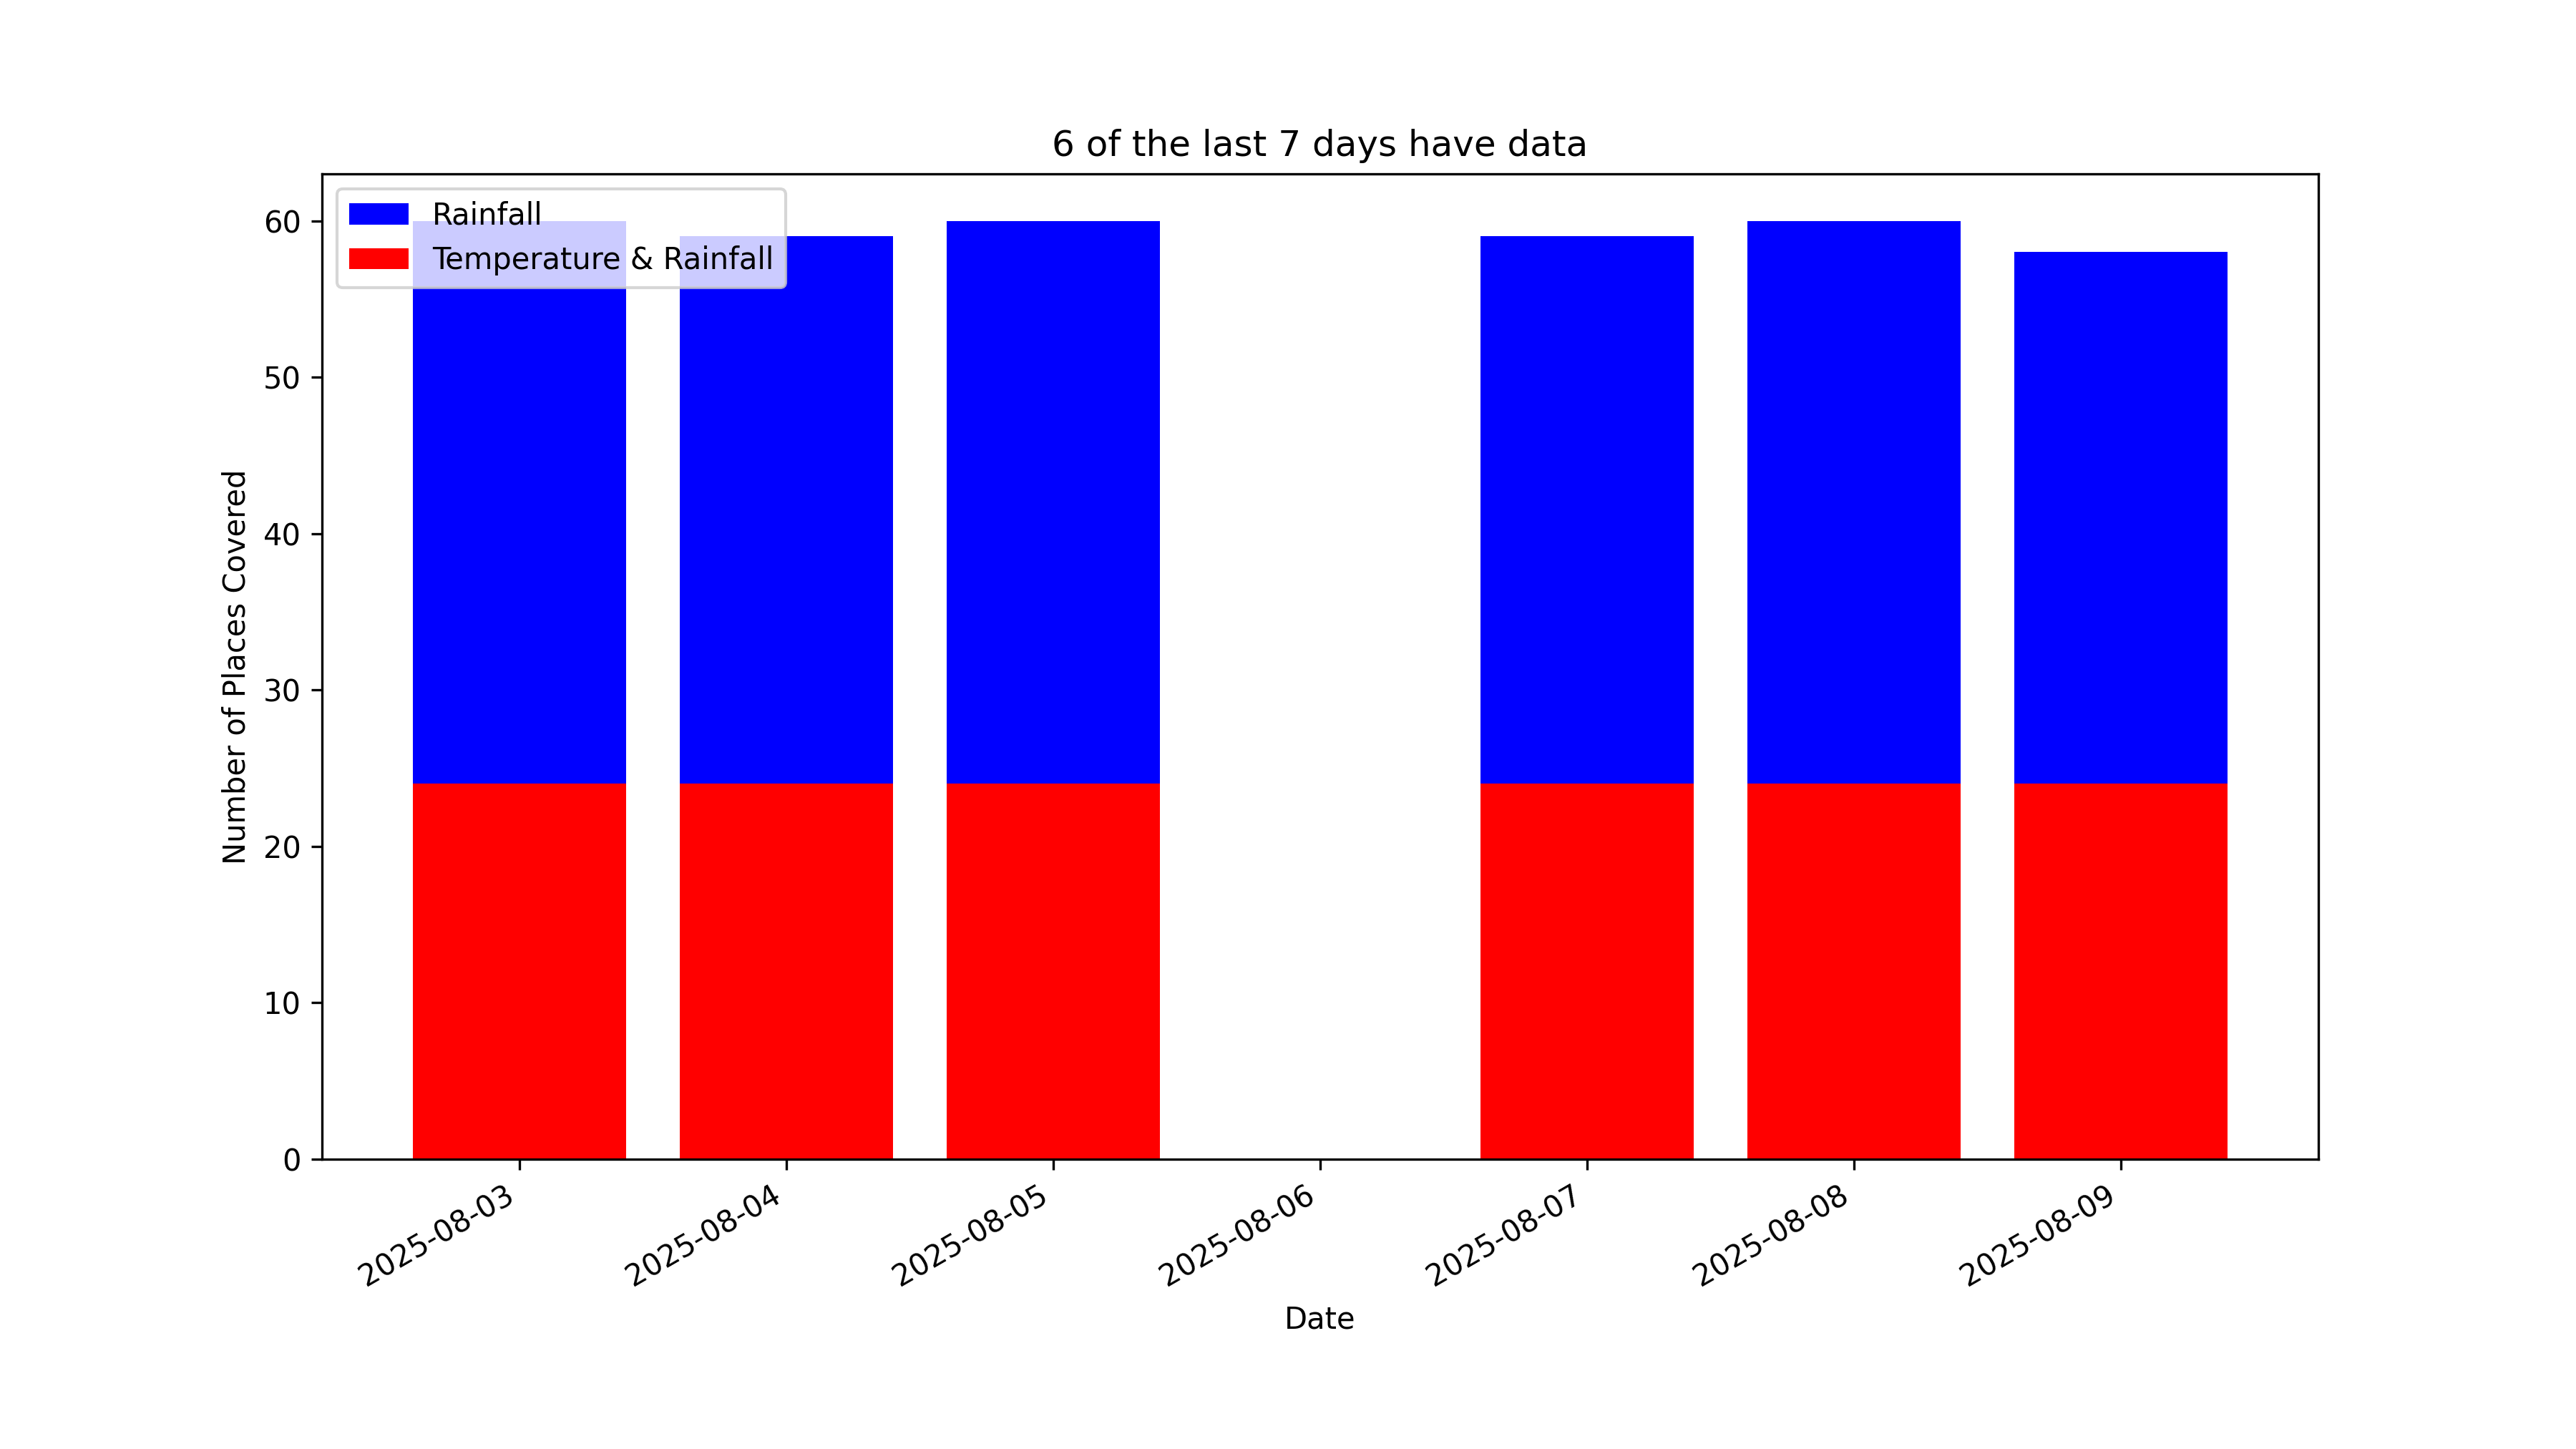 6 of the last 7 days have data
Rainfall
Temperature & Rainfall
Number of Places Covered
60
50
40
30
20
10
0
2025-08-03
2025-08-04
2025-08-05
2025-08-06
2025-08-07
2025-08-08
2025-08-09
Date